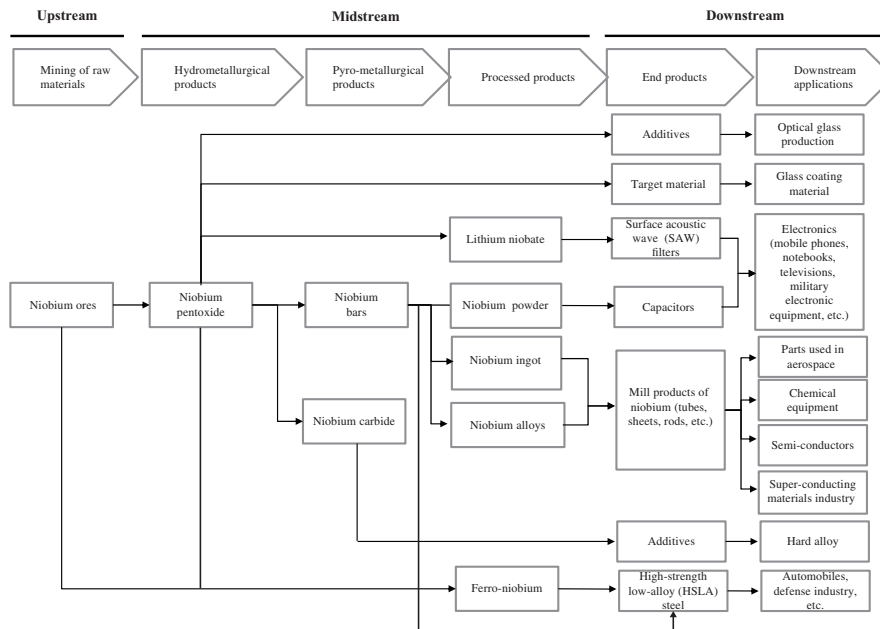 Upstream
Midstream
Downstream
Mining of raw
materials
Hydrometallurgical
products
Pyro-metallurgical
products
Processed products
End products
Downstream
applications
Additives
Optical glass
production
Target material
Glass coating
material
Lithium niobate
Surface acoustic
wave (SAW)
filters
Electronics
(mobile phones,
notebooks,
televisions,
military
electronic
equipment, etc.)
Niobium ores
Niobium
pentoxide
Niobium
bars
Niobium powder
Capacitors
Niobium ingot
Niobium carbide
Niobium alloys
Mill products of
niobium (tubes,
sheets, rods, etc.)
Parts used in
aerospace
Chemical
equipment
Semi-conductors
Super-conducting
materials industry
Additives
Hard alloy
Ferro-niobium
High-strength
low-alloy (HSLA)
steel
Automobiles,
defense industry,
etc.